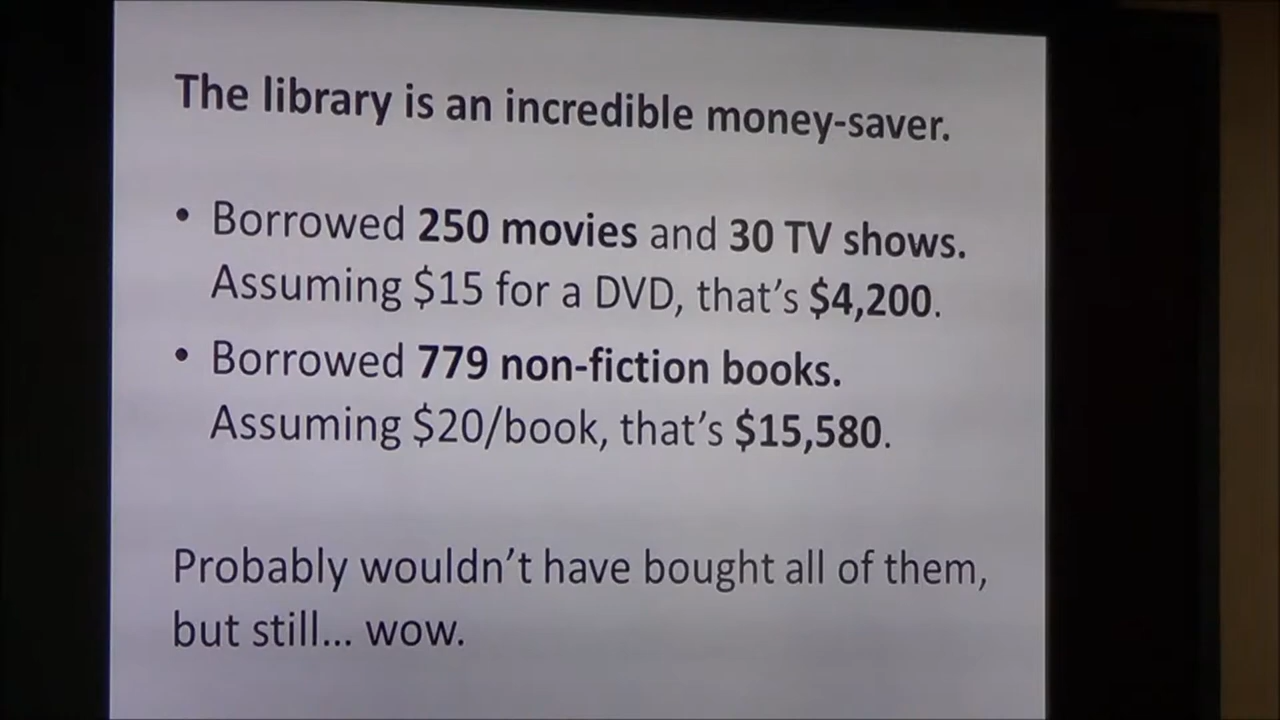 The library is an incredible money-saver.
• Borrowed 250 movies and 30 TV shows.
Assuming $15 for a DVD, that’s $4,200.
• Borrowed 779 non-fiction books.
Assuming $20/book, that’s $15,580.
Probably wouldn’t have bought all of them,
but still... wow.